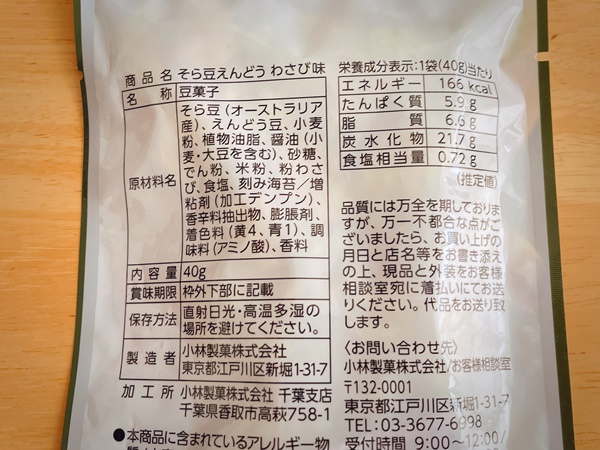 商品名 そら豆えんどう わさび味
名称 豆菓子
原材料名 そら豆(オーストラリア
産)、えんどう豆、小麦
粉、植物油脂、醤油(小
麦・大豆を含む)、砂糖、
でん粉、米粉、粉わさ
び、食塩、刻み海苔/増
粘剤(加工デンプン)、
香辛料抽出物、膨脹剤、
着色料(黄4、青1)、調
味料(アミノ酸)、香料
内容量 40g
賞味期限 枠外下部に記載
保存方法 直射日光・高温多湿の
場所を避けてください。
製造者 小林製菓株式会社
東京都江戸川区新堀1-31-7
加工所 小林製菓株式会社 千葉支店
千葉県香取市高萩758-1
●本商品に含まれているアレルギー物
栄養成分表示:1袋(40g)当たり
エネルギー 166 kcal
たんぱく質 5.9 g
脂質 6.6 g
炭水化物 21.7 g
食塩相当量 0.72 g
(推定値)
品質には万全を期しておりま
すが、万一不都合な点がご
ざいましたら、お買い上げの
月日と店名等をお書き添え
の上、現品と外装をお客様
相談室宛に着払いにてお送
りください。代品をお送り致
します。
〈お問い合わせ先〉
小林製菓株式会社/お客様相談室
〒132-0001
東京都江戸川区新堀1-31-7
TEL:03-3677-6998
受付時間 9:00～12:00/